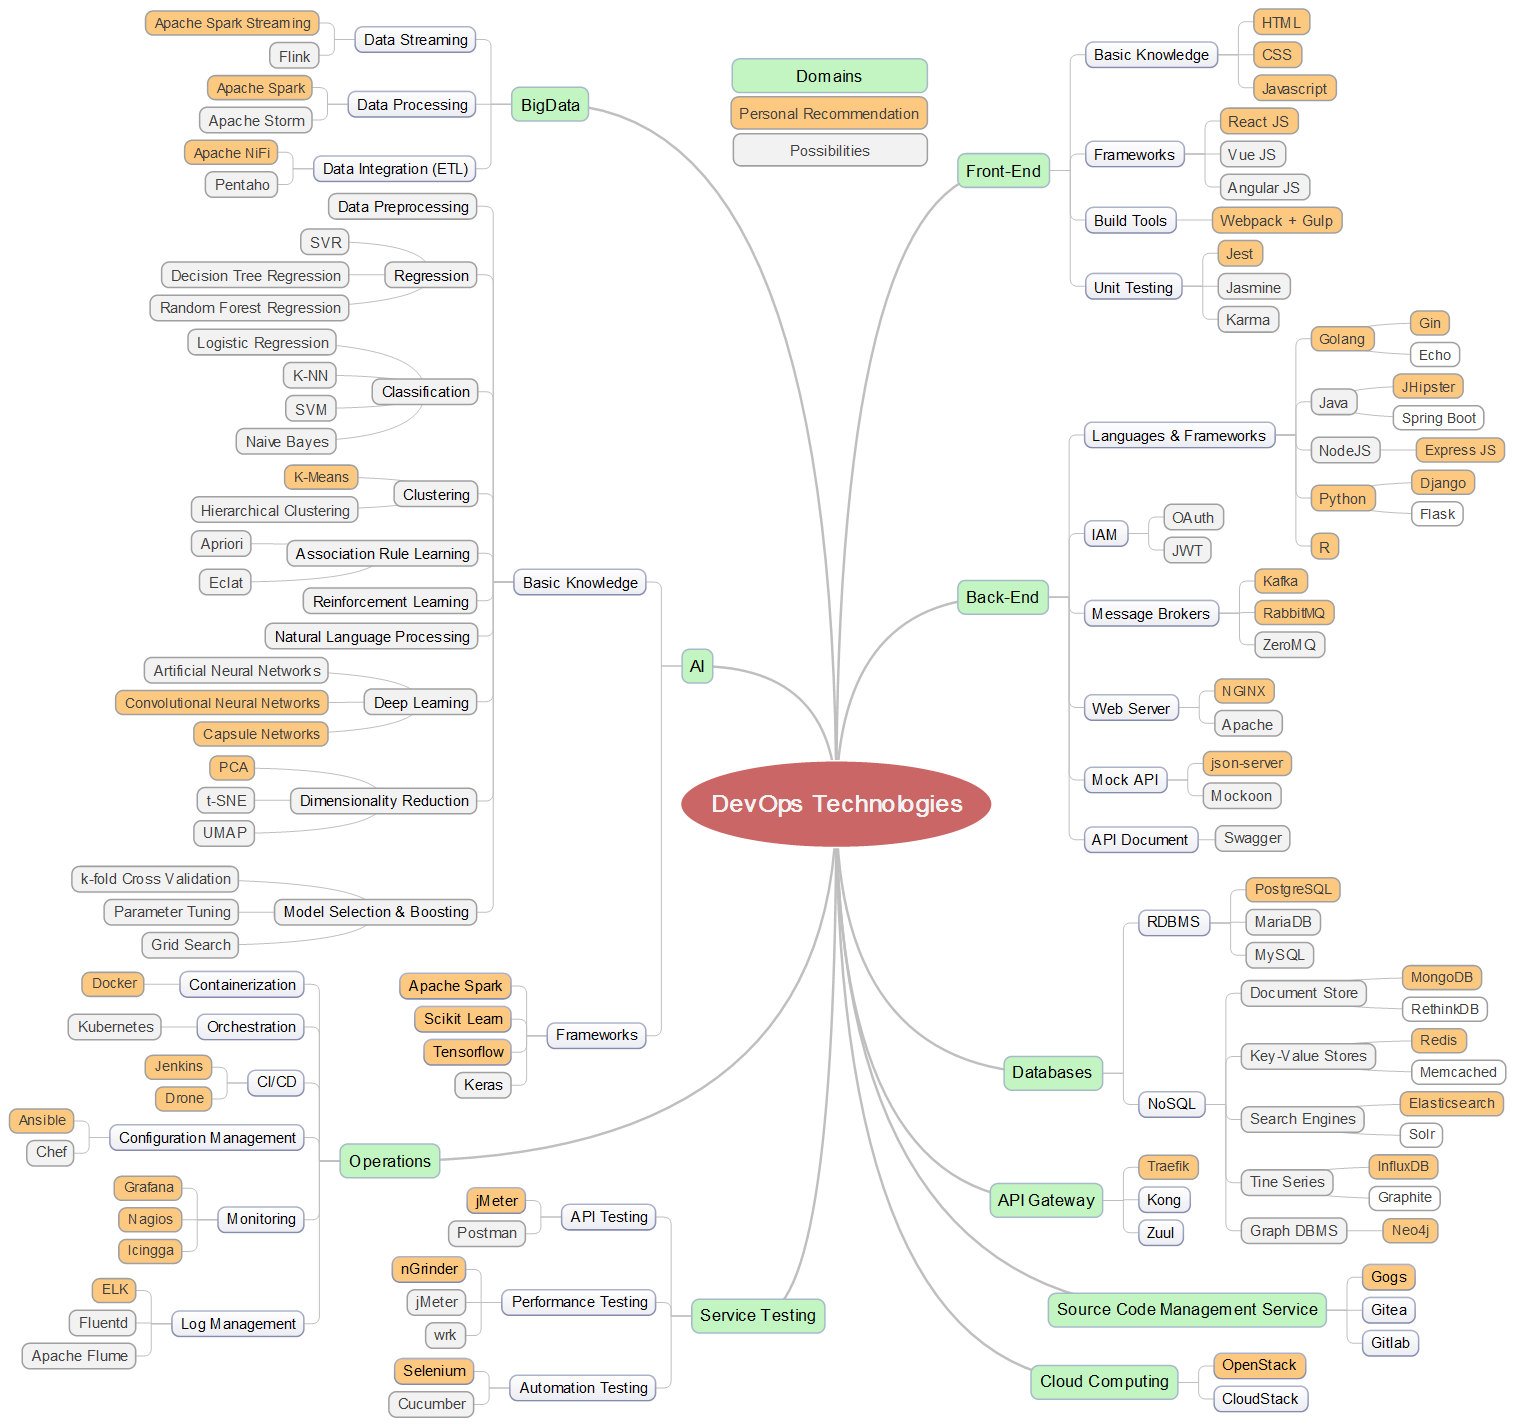 Domains
Personal Recommendation
Possibilities
DevOps Technologies
BigData
Data Streaming
Apache Spark Streaming
Flink
Data Processing
Apache Spark
Apache Storm
Data Integration (ETL)
Apache NiFi
Pentaho
AI
Basic Knowledge
Data Preprocessing
Regression
SVR
Decision Tree Regression
Random Forest Regression
Classification
Logistic Regression
K-NN
SVM
Naive Bayes
Clustering
K-Means
Hierarchical Clustering
Association Rule Learning
Apriori
Eclat
Reinforcement Learning
Natural Language Processing
Deep Learning
Artificial Neural Networks
Convolutional Neural Networks
Capsule Networks
Dimensionality Reduction
PCA
t-SNE
UMAP
Model Selection & Boosting
k-fold Cross Validation
Parameter Tuning
Grid Search
Frameworks
Apache Spark
Scikit Learn
Tensorflow
Keras
Operations
Containerization
Docker
Orchestration
Kubernetes
CI/CD
Jenkins
Drone
Configuration Management
Ansible
Chef
Monitoring
Grafana
Nagios
Icingga
Log Management
ELK
Fluentd
Apache Flume
Service Testing
API Testing
jMeter
Postman
Performance Testing
nGrinder
jMeter
wrk
Automation Testing
Selenium
Cucumber
Front-End
Basic Knowledge
HTML
CSS
Javascript
Frameworks
React JS
Vue JS
Angular JS
Build Tools
Webpack + Gulp
Unit Testing
Jest
Jasmine
Karma
Back-End
Languages & Frameworks
Golang
Gin
Echo
Java
JHipster
Spring Boot
NodeJS
Express JS
Python
Django
Flask
R
IAM
OAuth
JWT
Message Brokers
Kafka
RabbitMQ
ZeroMQ
Web Server
NGINX
Apache
Mock API
json-server
Mockoon
API Document
Swagger
Databases
RDBMS
PostgreSQL
MariaDB
MySQL
NoSQL
Document Store
MongoDB
RethinkDB
Key-Value Stores
Redis
Memcached
Search Engines
Elasticsearch
Solr
Tine Series
InfluxDB
Graphite
Graph DBMS
Neo4j
API Gateway
Traefik
Kong
Zuul
Source Code Management Service
Gogs
Gitea
Gitlab
Cloud Computing
OpenStack
CloudStack